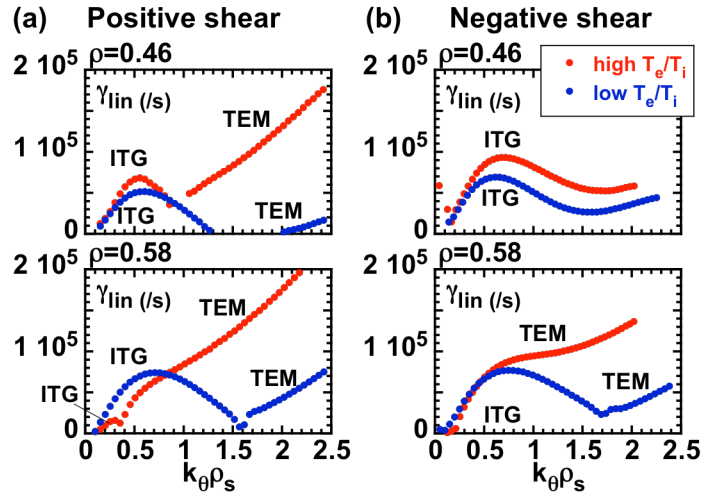 (a) Positive shear
(b) Negative shear
ρ=0.46
2 10⁵
γlin (/s)
TEM
1 10⁵
ITG
ITG
0
ρ=0.46
high Te/Ti
low Te/Ti
2 10⁵
γlin (/s)
1 10⁵
ITG
ITG
0
ρ=0.58
2 10⁵
γlin (/s)
TEM
1 10⁵
ITG
TEM
ITG
0
0 0.5 1 1.5 2 2.5
kθρs
ρ=0.58
2 10⁵
γlin (/s)
TEM
1 10⁵
TEM
ITG
0
0 0.5 1 1.5 2 2.5
kθρs